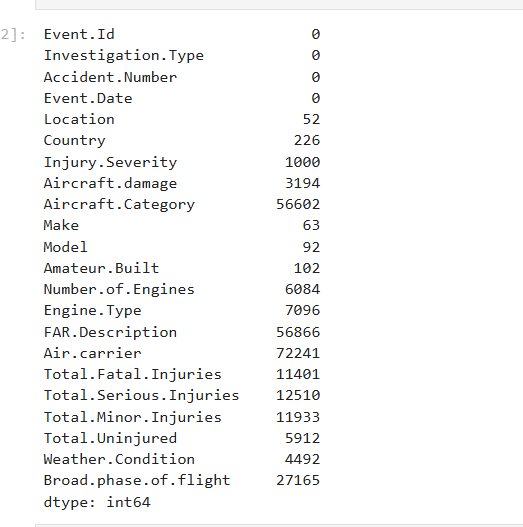 2]: Event.Id 0
Investigation.Type 0
Accident.Number 0
Event.Date 0
Location 52
Country 226
Injury.Severity 1000
Aircraft.damage 3194
Aircraft.Category 56602
Make 63
Model 92
Amateur.Built 102
Number.of.Engines 6084
Engine.Type 7096
FAR.Description 56866
Air.carrier 72241
Total.Fatal.Injuries 11401
Total.Serious.Injuries 12510
Total.Minor.Injuries 11933
Total.Uninjured 5912
Weather.Condition 4492
Broad.phase.of.flight 27165
dtype: int64